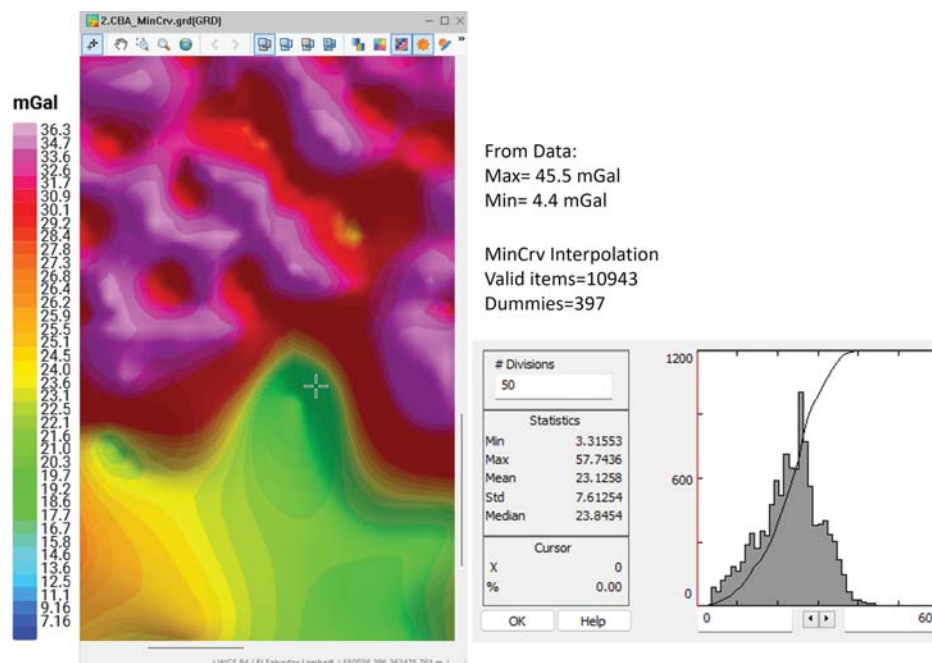 2.CBA_MinCrv.grd(GRD)
mGal
36.3
34.7
33.6
32.6
31.7
30.9
30.1
29.2
28.4
27.8
27.3
26.8
26.4
26.2
25.9
25.5
25.1
24.5
24.0
23.6
23.1
22.5
22.1
21.6
21.0
20.3
19.7
19.2
18.6
17.7
16.7
15.8
14.6
13.6
12.5
11.1
9.16
7.16
From Data:
Max= 45.5 mGal
Min= 4.4 mGal
MinCrv Interpolation
Valid items=10943
Dummies=397
# Divisions
50
Statistics
Min 3.31553
Max 57.7436
Mean 23.1258
Std 7.61254
Median 23.8454
Cursor
X 0
% 0.00
OK Help
1200
600
0
0 60